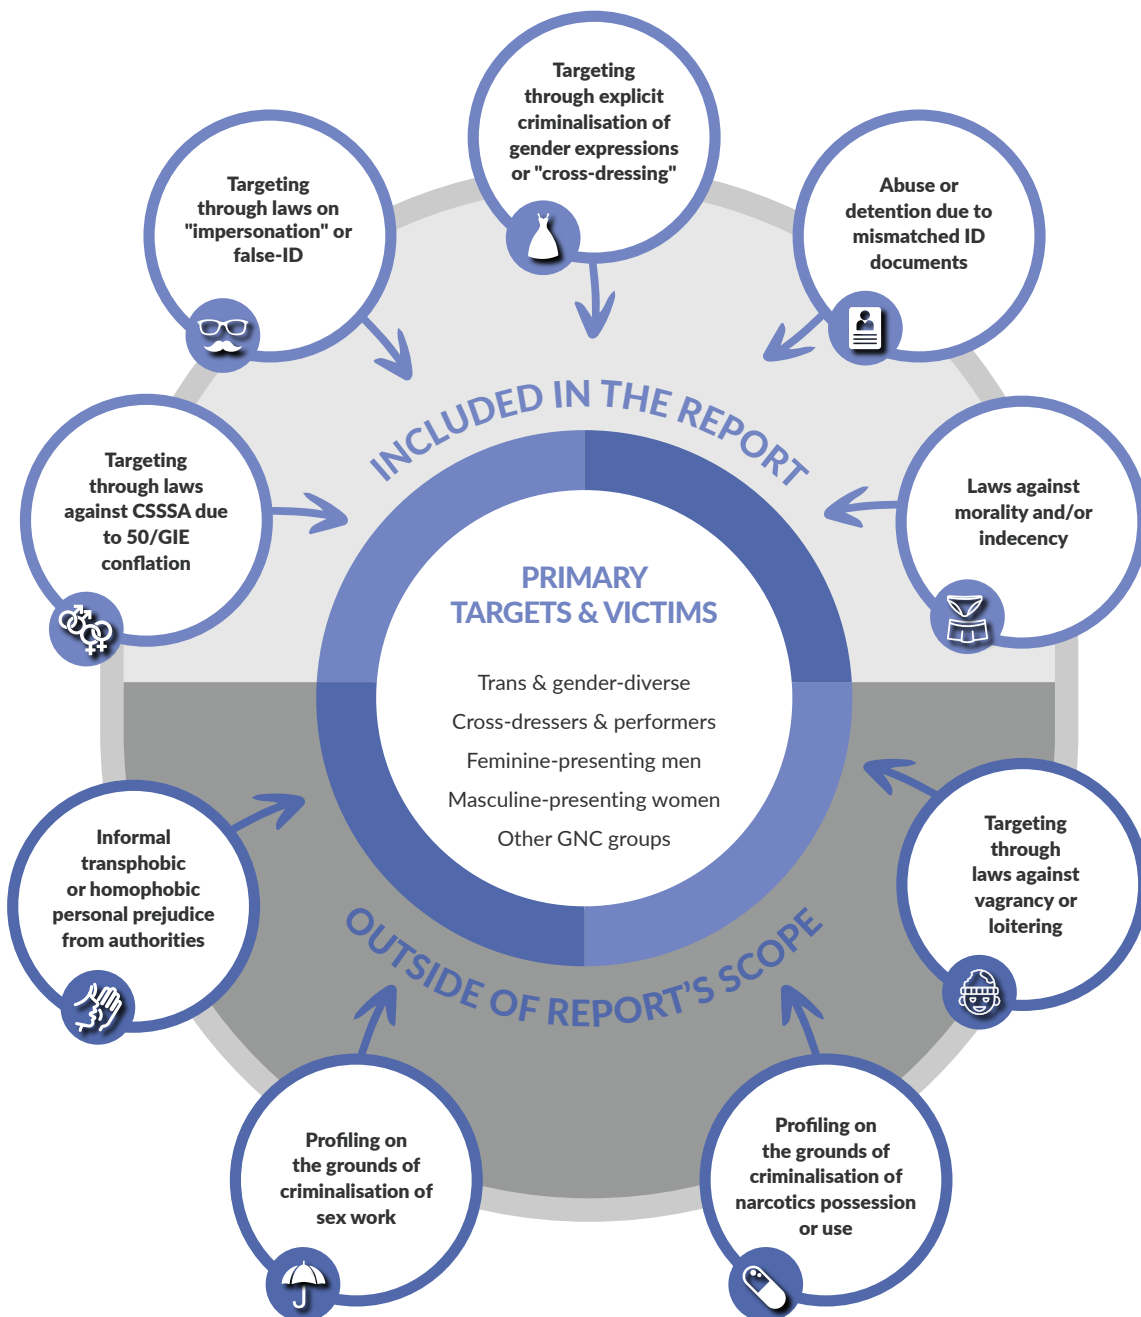 Targeting
through explicit
criminalisation of
gender expressions
or "cross-dressing"
Targeting
through laws on
"impersonation" or
false-ID
Abuse or
detention due to
mismatched ID
documents
Targeting
through laws
against CSSSA due
to 50/GIE
conflation
Laws against
morality and/or
indecency
INCLUDED IN THE REPORT
PRIMARY
TARGETS & VICTIMS
Trans & gender-diverse
Cross-dressers & performers
Feminine-presenting men
Masculine-presenting women
Other GNC groups
OUTSIDE OF REPORT'S SCOPE
Informal
transphobic
or homophobic
personal prejudice
from authorities
Targeting
through
laws against
vagrancy or
loitering
Profiling on
the grounds of
criminalisation of
sex work
Profiling on
the grounds of
criminalisation of
narcotics possession
or use